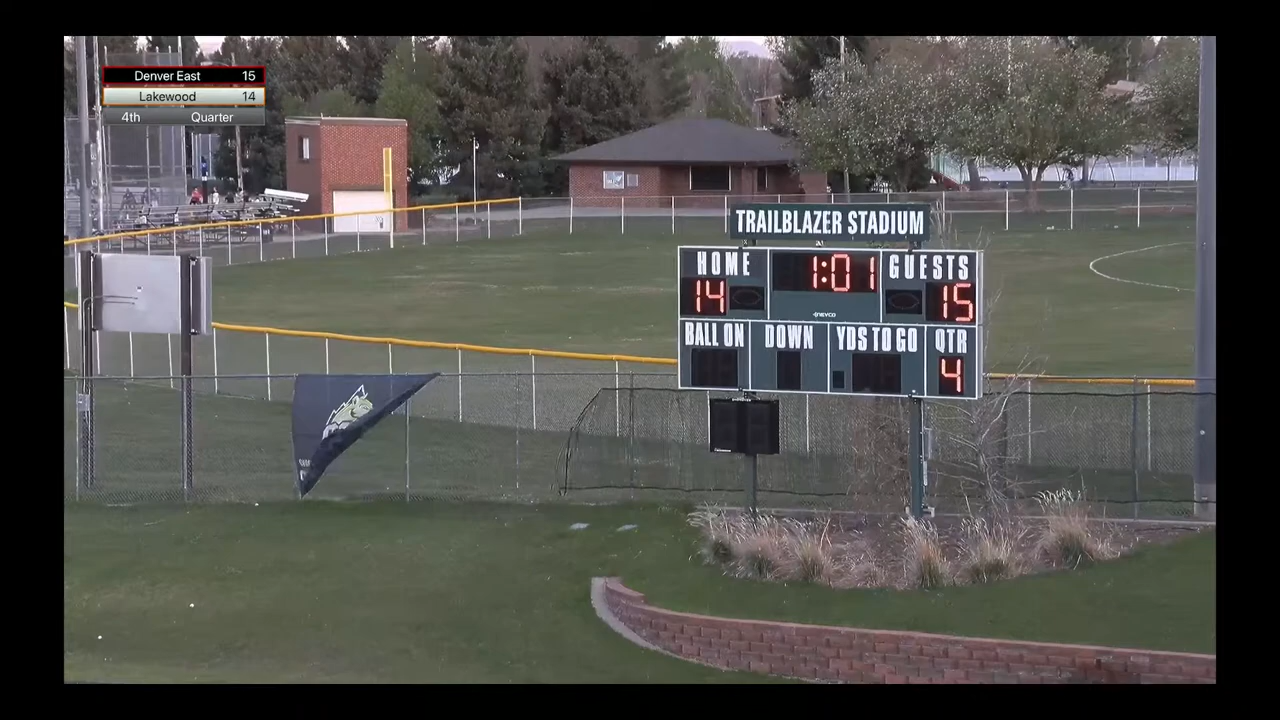 Denver East 15
Lakewood 14
4th Quarter
TRAILBLAZER STADIUM
HOME 1:01 GUESTS
14 15
NEVCO
BALL ON DOWN YDS TO GO QTR
4